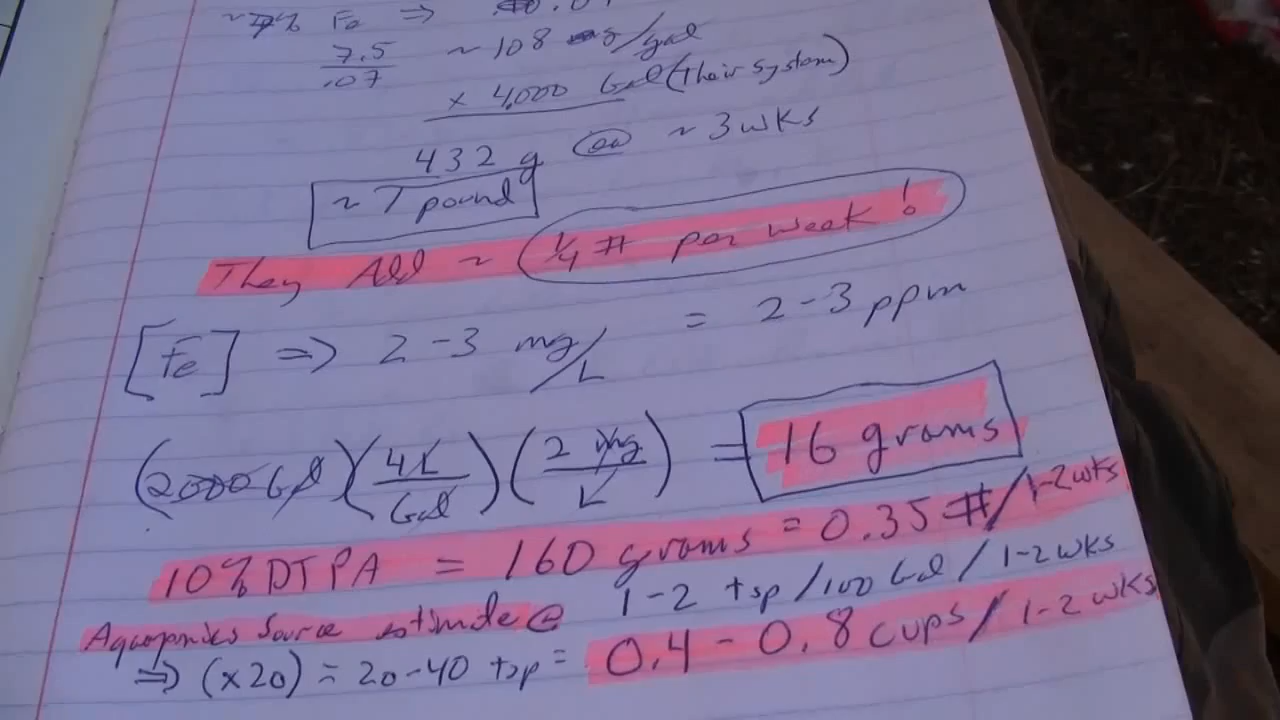 ~ 7% Fe ⇒
7.5 / .07 ~ 108 mg/gal
x 4,000 Gal (their system)
432 g @ ~ 3 wks
~ 1 pound
They Add ~ 1/4 # per week!
[Fe] ⇒ 2-3 mg/L = 2-3 ppm
(2000 Gal)(4L/Gal)(2 mg/L) = 16 grams
10% DTPA = 160 grams = 0.35 #/1-2wks
Aquaponics Source estimate @ 1-2 tsp/100 Gal/1-2 wks
⇒ (x20) = 20-40 tsp = 0.4 - 0.8 cups/1-2 wks